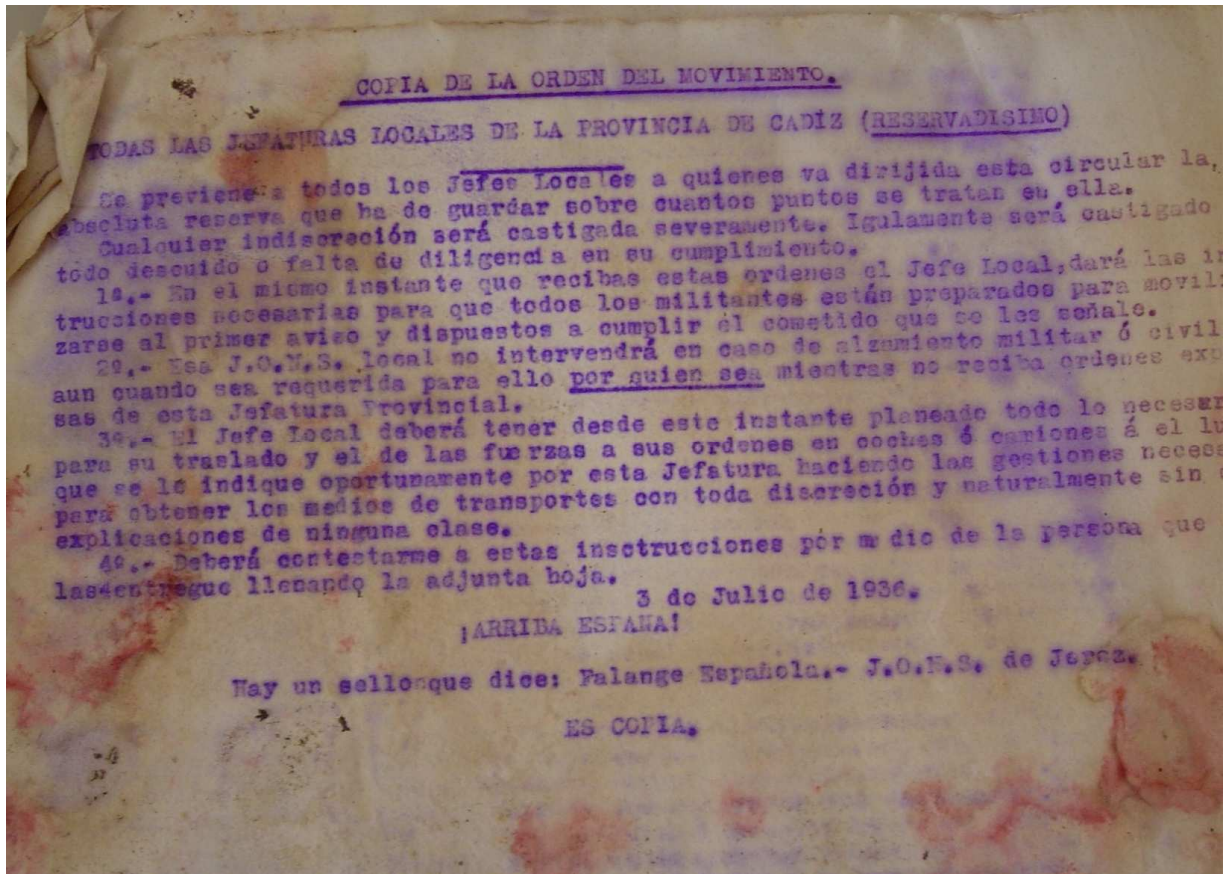 COPIA DE LA ORDEN DEL MOVIMIENTO.
TODAS LAS JEFATURAS LOCALES DE LA PROVINCIA DE CADIZ (RESERVADISIMO)
Se previene a todos los Jefes Locales a quienes va dirijida esta circular la,
absoluta reserva que ha de guardar sobre cuantos puntos se tratan en ella.
Cualquier indiscreción será castigada severamente. Igulamente será castigado
todo descuido o falta de diligencia en su cumplimiento.
1º.- En el mismo instante que recibas estas ordenes el Jefe Local,dará las in
trucciones necesarias para que todos los militantes están preparados para movili
zarse al primer aviso y dispuestos a cumplir el cometido que se les señale.
2º.- Esa J.O.N.S. local no intervendrá en caso de alzamiento militar ó civil
aun cuando sea requerida para ello por quien sea mientras no reciba ordenes exp
sas de esta Jefatura Provincial.
3º.- El Jefe Local deberá tener desde este instante planeado todo lo necesar
para su traslado y el de las fuerzas a sus ordenes en coches ó camiones á el lu
que se le indique oportunamente por esta Jefatura haciendo las gestiones necesa
para obtener los medios de transportes con toda discreción y naturalmente sin
explicaciones de ninguna clase.
4º.- Deberá contestarme a estas insctrucciones por medio de la persona que
las entregue llenando la adjunta hoja.
3 de Julio de 1936.
¡ARRIBA ESPAÑA!
Hay un sello que dice: Falange Española.- J.O.N.S. de Jerez.
ES COPIA.